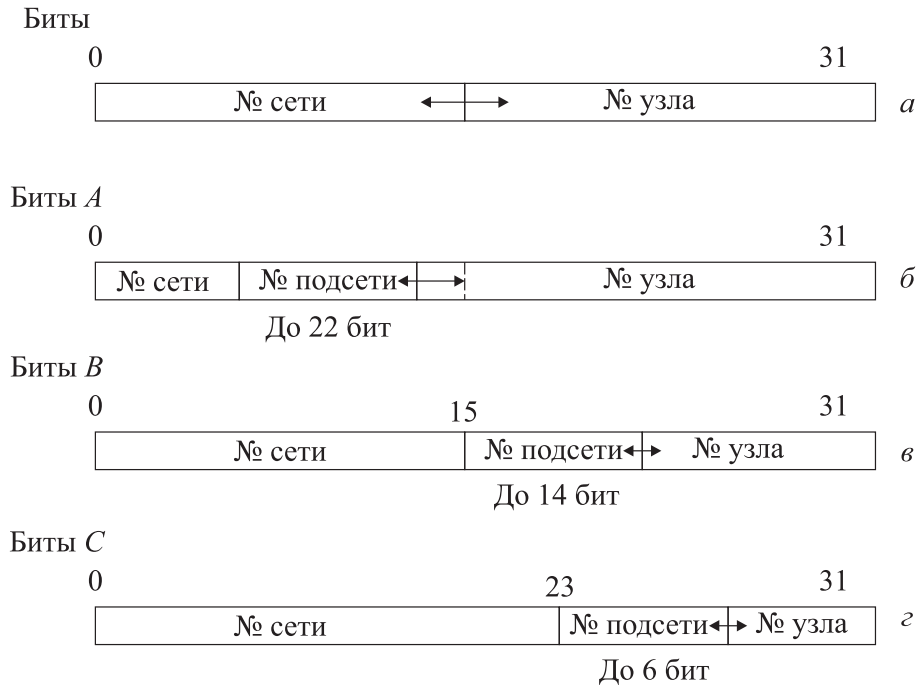 Биты
0 31
№ сети № узла а
Биты A
0 31
№ сети № подсети № узла б
До 22 бит
Биты B
0 15 31
№ сети № подсети № узла в
До 14 бит
Биты C
0 23 31
№ сети № подсети № узла г
До 6 бит